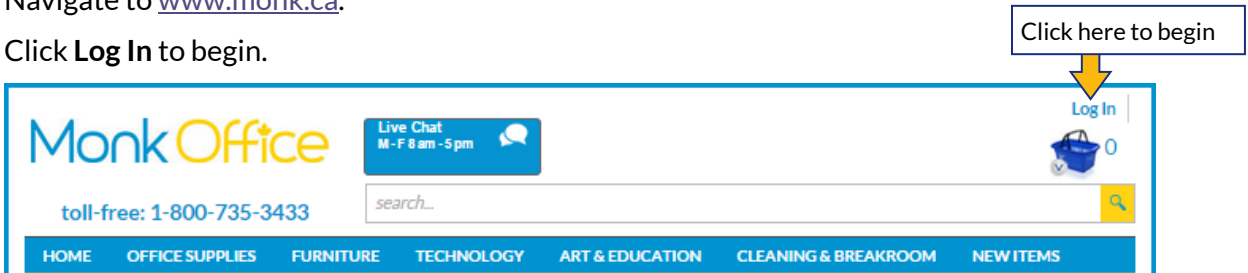 Navigate to www.monk.ca.
Click here to begin
Click Log In to begin.
Log In
Monk Office
Live Chat
M - F 8 am - 5 pm
0
toll-free: 1-800-735-3433
search...
HOME OFFICE SUPPLIES FURNITURE TECHNOLOGY ART & EDUCATION CLEANING & BREAKROOM NEW ITEMS